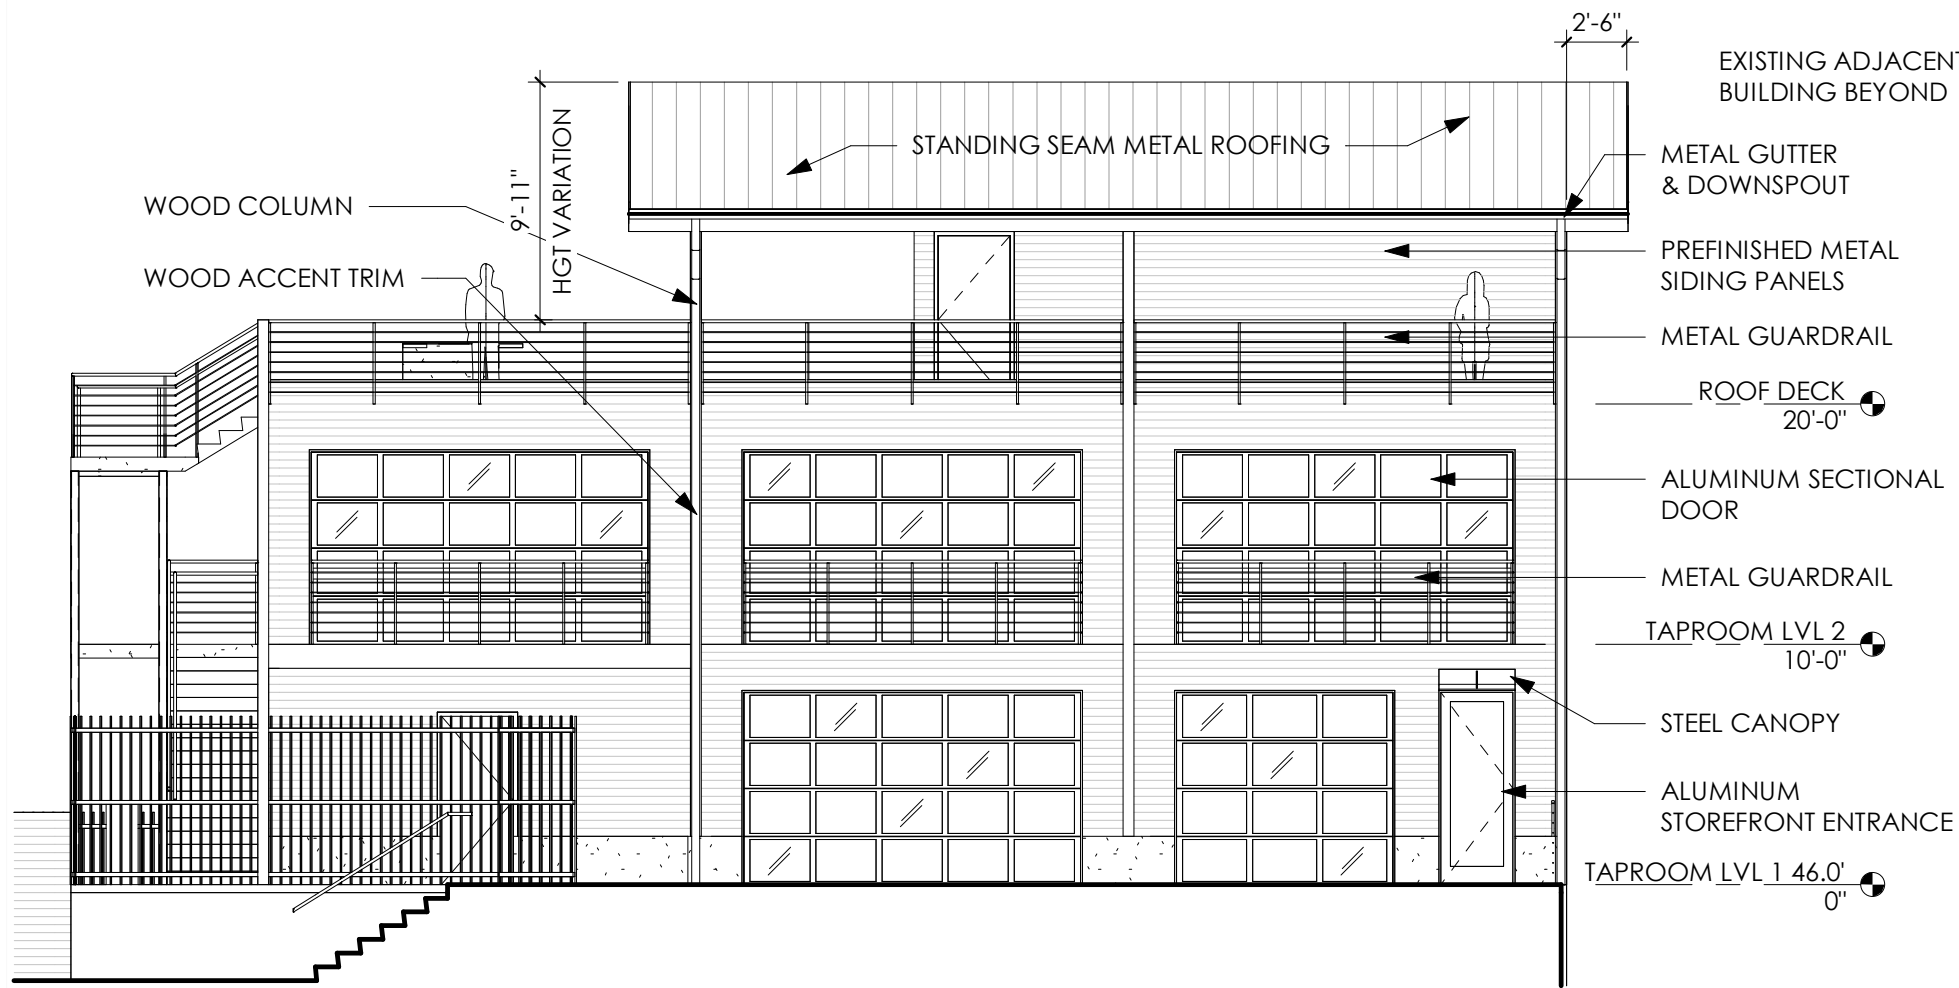 2'-6"
EXISTING ADJACENT
BUILDING BEYOND
STANDING SEAM METAL ROOFING
METAL GUTTER
& DOWNSPOUT
9'-11"
HGT VARIATION
WOOD COLUMN
WOOD ACCENT TRIM
PREFINISHED METAL
SIDING PANELS
METAL GUARDRAIL
ROOF DECK
20'-0"
ALUMINUM SECTIONAL
DOOR
METAL GUARDRAIL
TAPROOM LVL 2
10'-0"
STEEL CANOPY
ALUMINUM
STOREFRONT ENTRANCE
TAPROOM LVL 1 46.0'
0"